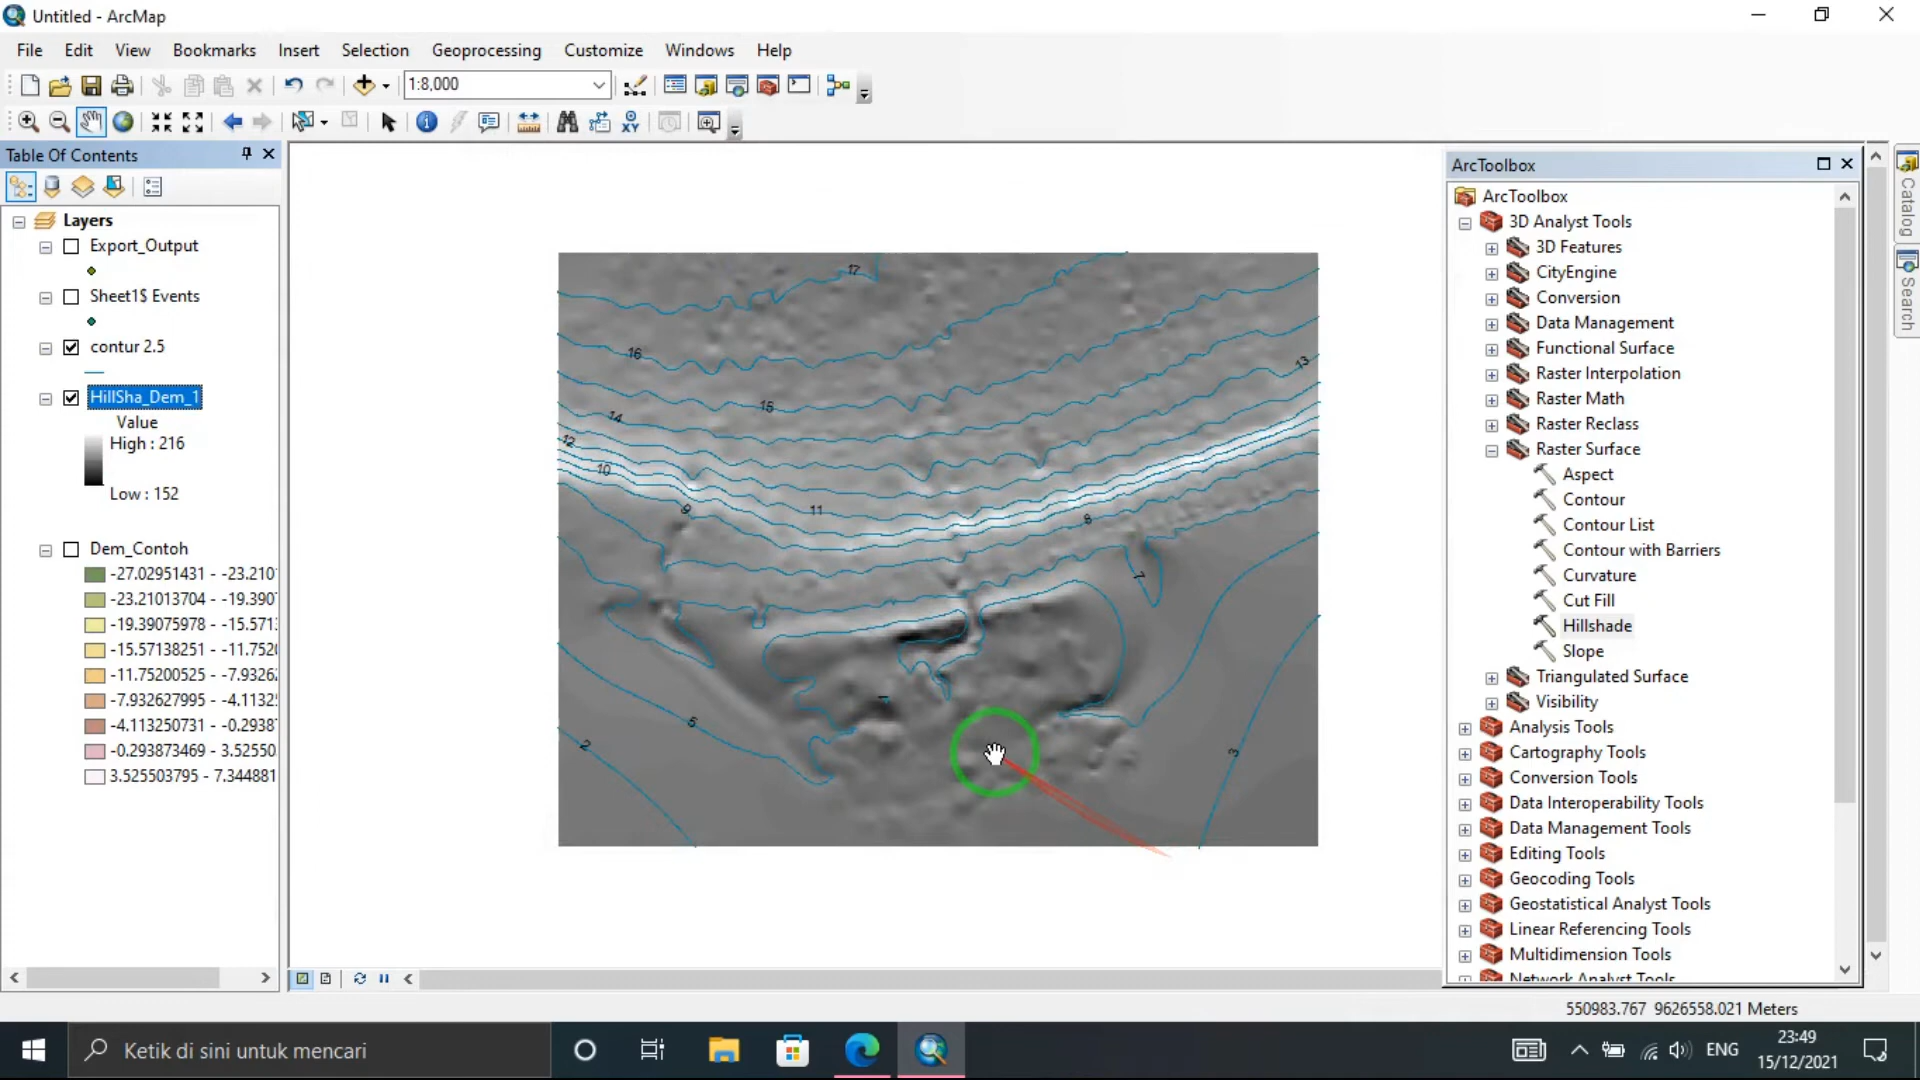 Untitled - ArcMap
File Edit View Bookmarks Insert Selection Geoprocessing Customize Windows Help
1:8,000
XY
Table Of Contents
Layers
Export_Output
Sheet1$ Events
contur 2.5
HillSha_Dem_1
Value
High : 216
Low : 152
Dem_Contoh
-27.02951431 - -23.210
-23.21013704 - -19.390
-19.39075978 - -15.571
-15.57138251 - -11.752
-11.75200525 - -7.9326
-7.932627995 - -4.1132
-4.113250731 - -0.2938
-0.293873469 - 3.52550
3.525503795 - 7.344881
17
16
13
15
14
12
10
9
11
8
7
1
5
2
3
ArcToolbox
ArcToolbox
3D Analyst Tools
3D Features
CityEngine
Conversion
Data Management
Functional Surface
Raster Interpolation
Raster Math
Raster Reclass
Raster Surface
Aspect
Contour
Contour List
Contour with Barriers
Curvature
Cut Fill
Hillshade
Slope
Triangulated Surface
Visibility
Analysis Tools
Cartography Tools
Conversion Tools
Data Interoperability Tools
Data Management Tools
Editing Tools
Geocoding Tools
Geostatistical Analyst Tools
Linear Referencing Tools
Multidimension Tools
Network Analyst Tools
Catalog
Search
550983.767 9626558.021 Meters
Ketik di sini untuk mencari
ENG
23:49
15/12/2021